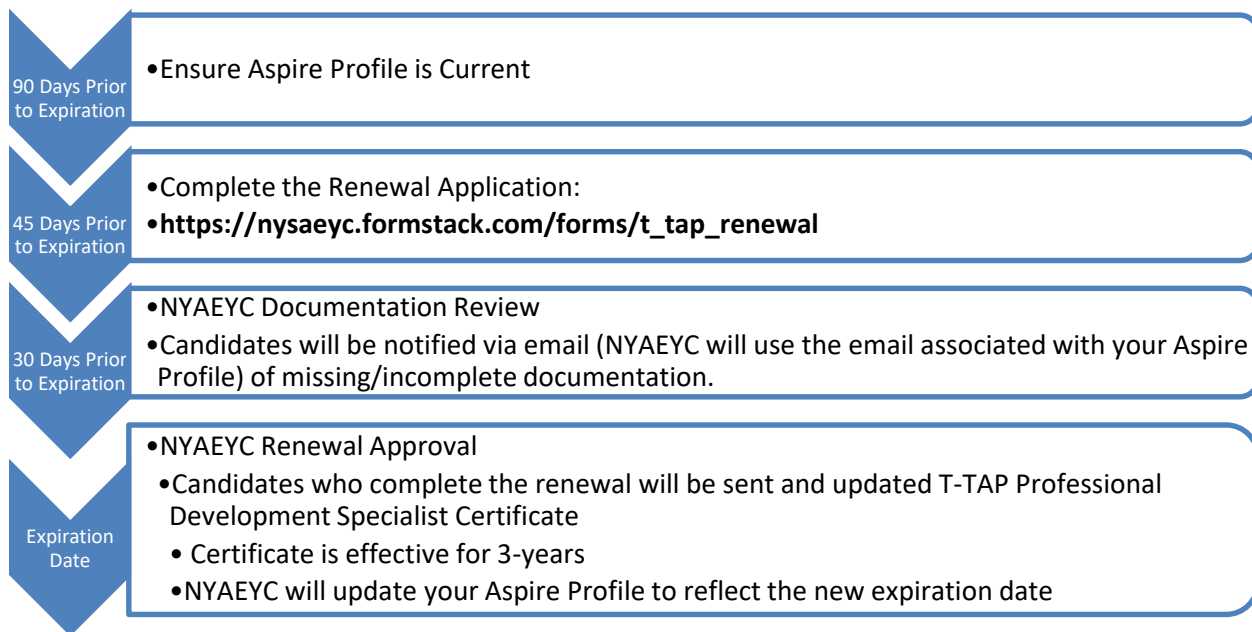 90 Days Prior
to Expiration
•Ensure Aspire Profile is Current
45 Days Prior
to Expiration
•Complete the Renewal Application:
•https://nysaeyc.formstack.com/forms/t_tap_renewal
30 Days Prior
to Expiration
•NYAEYC Documentation Review
•Candidates will be notified via email (NYAEYC will use the email associated with your Aspire
Profile) of missing/incomplete documentation.
Expiration
Date
•NYAEYC Renewal Approval
•Candidates who complete the renewal will be sent and updated T-TAP Professional
Development Specialist Certificate
• Certificate is effective for 3-years
•NYAEYC will update your Aspire Profile to reflect the new expiration date